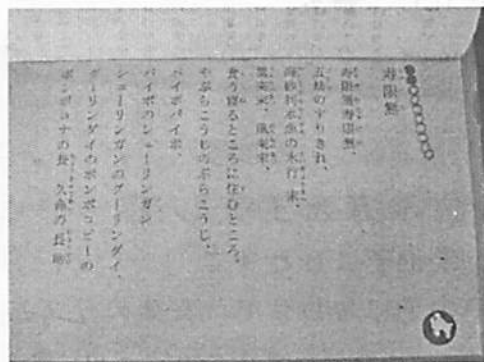 寿限無
寿限無寿限無、
五劫のすりきれ、
海砂利水魚の水行末、
雲来末、風来末、
食う寝るところに住むところ。
やぶらこうじのぶらこうじ、
パイポパイポ
パイポのシューリンガン
シューリンガンのグーリンダイ、
グーリンダイのポンポコピーの
ポンポコナの長久命の長助